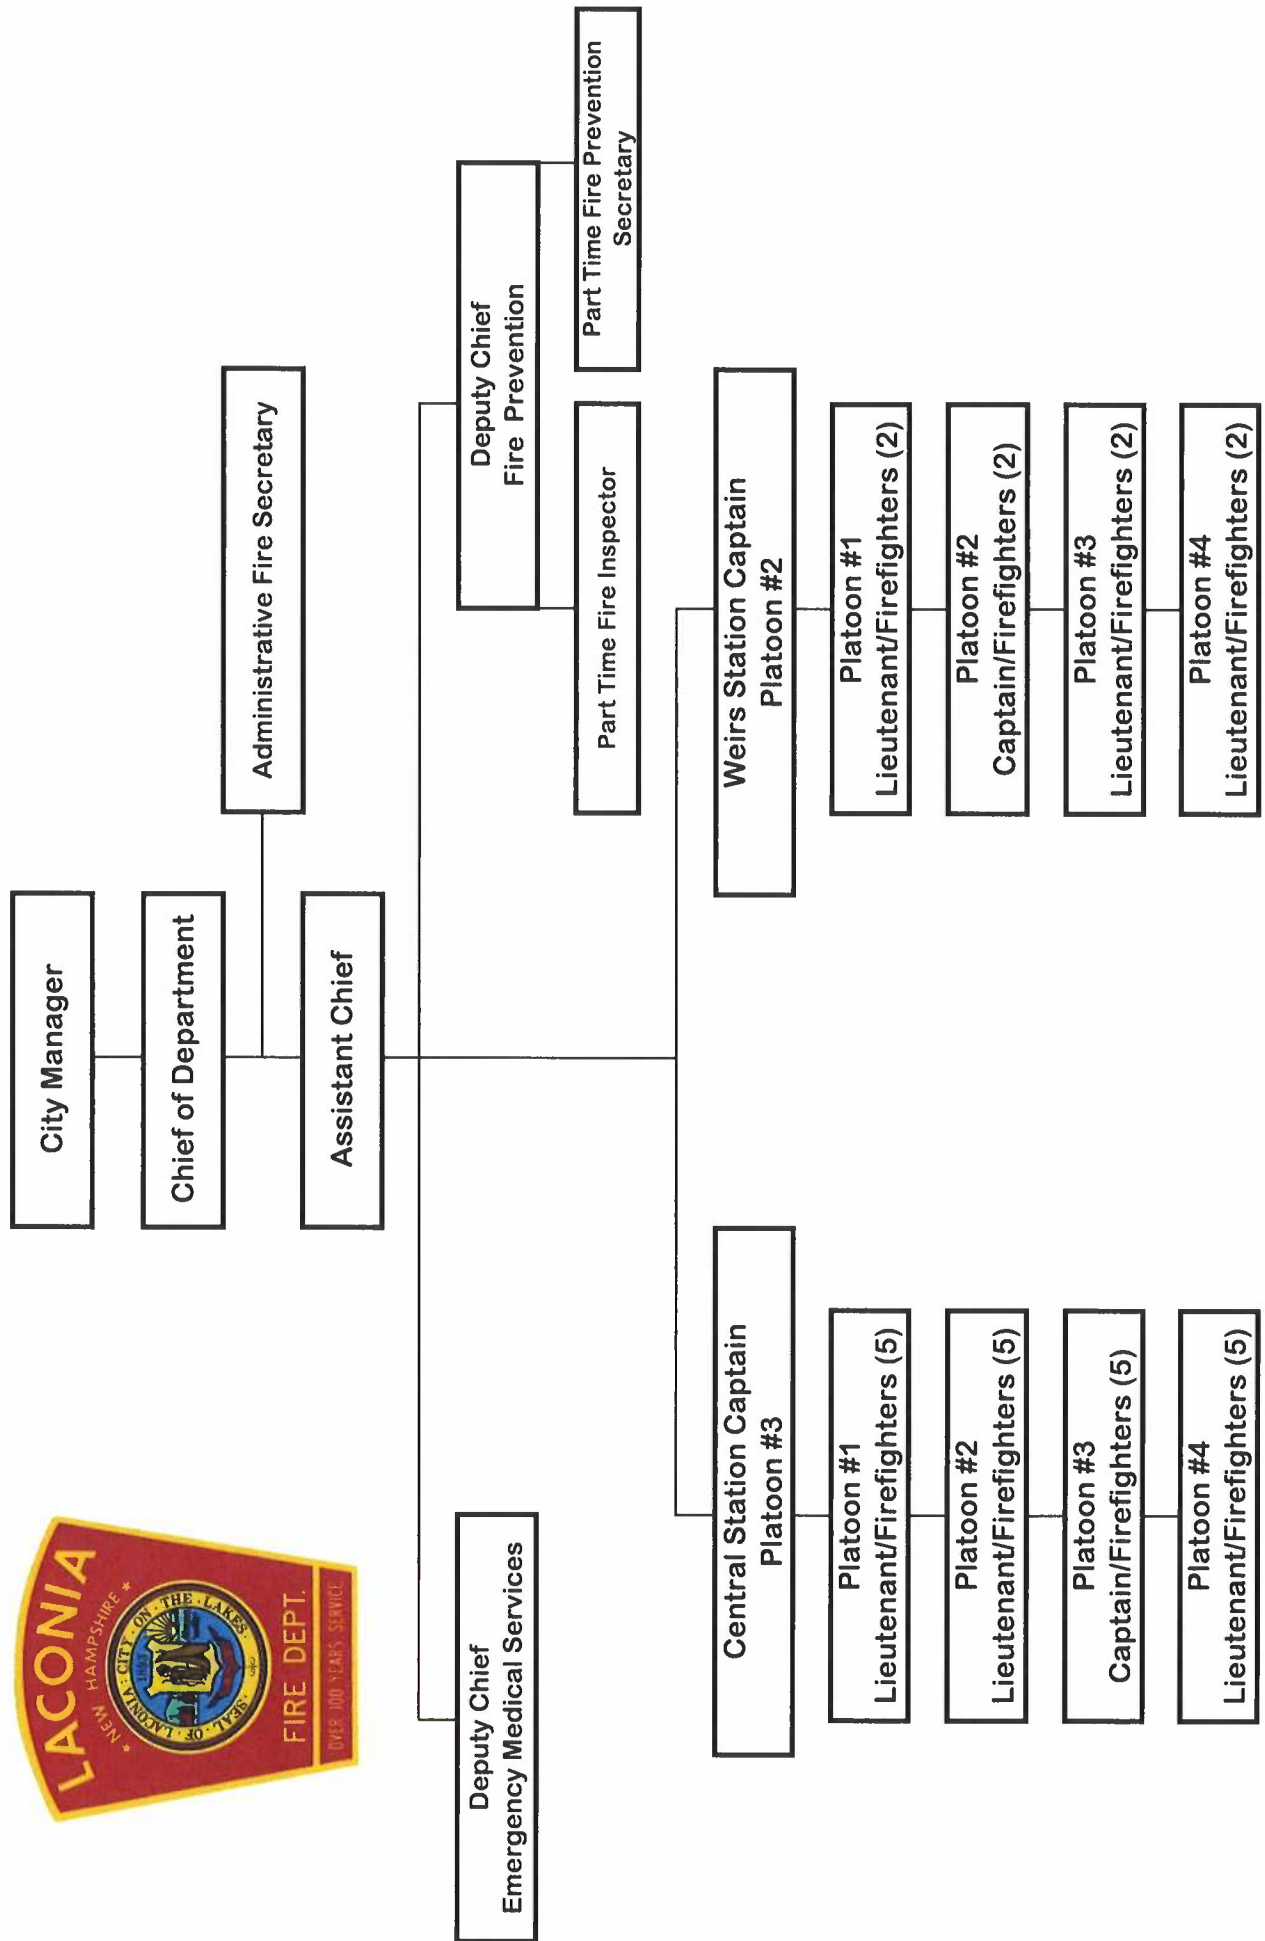 LACONIA
★ NEW HAMPSHIRE ★
SEAL · OF · LACONIA · CITY · ON · THE · LAKES ·
1893
FIRE DEPT.
OVER 100 YEARS SERVICE
City Manager
Chief of Department
Administrative Fire Secretary
Assistant Chief
Deputy Chief
Emergency Medical Services
Deputy Chief
Fire Prevention
Part Time Fire Inspector
Part Time Fire Prevention
Secretary
Central Station Captain
Platoon #3
Platoon #1
Lieutenant/Firefighters (5)
Platoon #2
Lieutenant/Firefighters (5)
Platoon #3
Captain/Firefighters (5)
Platoon #4
Lieutenant/Firefighters (5)
Weirs Station Captain
Platoon #2
Platoon #1
Lieutenant/Firefighters (2)
Platoon #2
Captain/Firefighters (2)
Platoon #3
Lieutenant/Firefighters (2)
Platoon #4
Lieutenant/Firefighters (2)